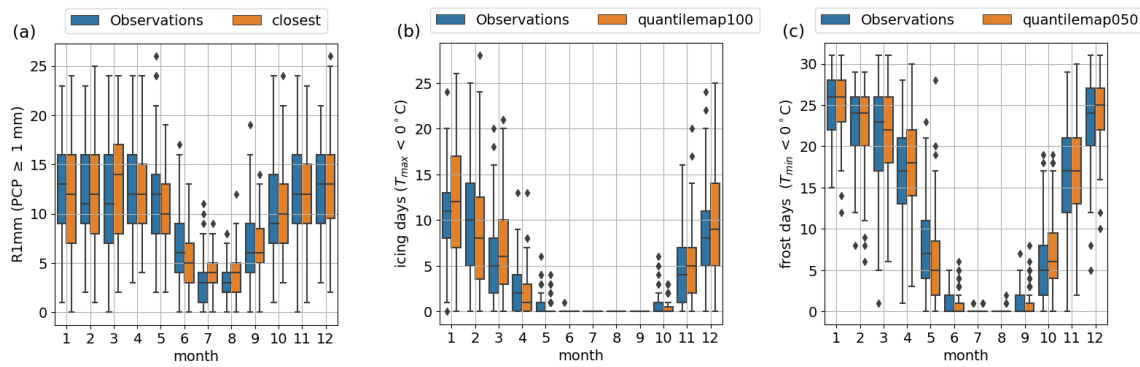 Observations closest
(a)
R1mm (PCP ≥ 1 mm)
25
20
15
10
5
0
1 2 3 4 5 6 7 8 9 10 11 12
month
Observations quantilemap100
(b)
icing days (Tmax < 0°C)
25
20
15
10
5
0
1 2 3 4 5 6 7 8 9 10 11 12
month
Observations quantilemap050
(c)
frost days (Tmin < 0°C)
30
25
20
15
10
5
0
1 2 3 4 5 6 7 8 9 10 11 12
month